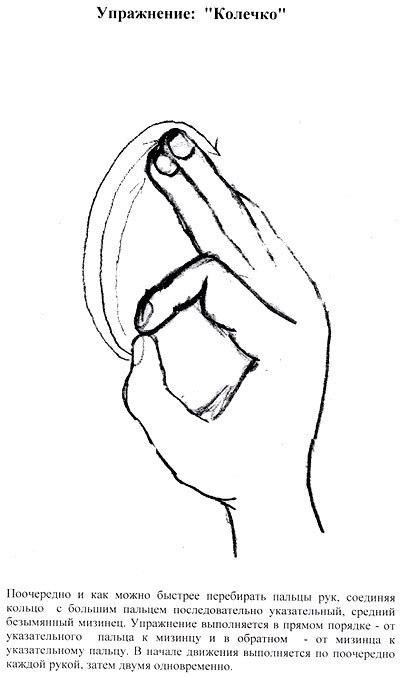 Упражнение: "Колечко"
Поочередно и как можно быстрее перебирать пальцы рук, соединяя
кольцо с большим пальцем последовательно указательный, средний
безымянный мизинец. Упражнение выполняется в прямом порядке - от
указательного пальца к мизинцу и в обратном - от мизинца к
указательному пальцу. В начале движения выполняется по поочередно
каждой рукой, затем двумя одновременно.